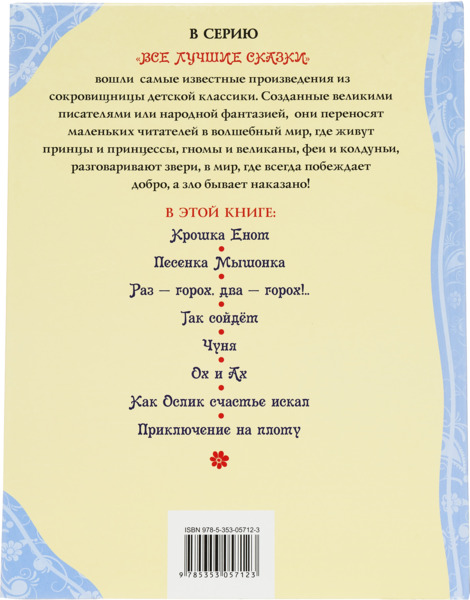 В СЕРИЮ
«ВСЕ ЛУЧШИЕ СКАЗКИ»
вошли самые известные произведения из
сокровищницы детской классики. Созданные великими
писателями или народной фантазией, они переносят
маленьких читателей в волшебный мир, где живут
принцы и принцессы, гномы и великаны, феи и колдуньи,
разговаривают звери, в мир, где всегда побеждает
добро, а зло бывает наказано!
В ЭТОЙ КНИГЕ:
Крошка Енот
Песенка Мышонка
Раз — горох, два — горох!..
Так сойдёт
Чуня
Ох и Ах
Как Ослик счастье искал
Приключение на плоту
ISBN 978-5-353-05712-3
9 785353 057123